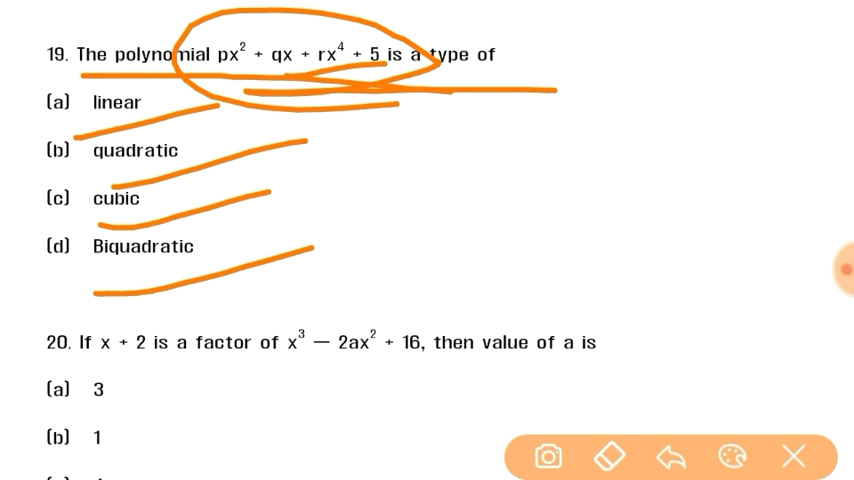 19. The polynomial px² + qx + rx⁴ + 5 is a type of
(a) linear
(b) quadratic
(c) cubic
(d) Biquadratic
20. If x + 2 is a factor of x³ — 2ax² + 16, then value of a is
(a) 3
(b) 1